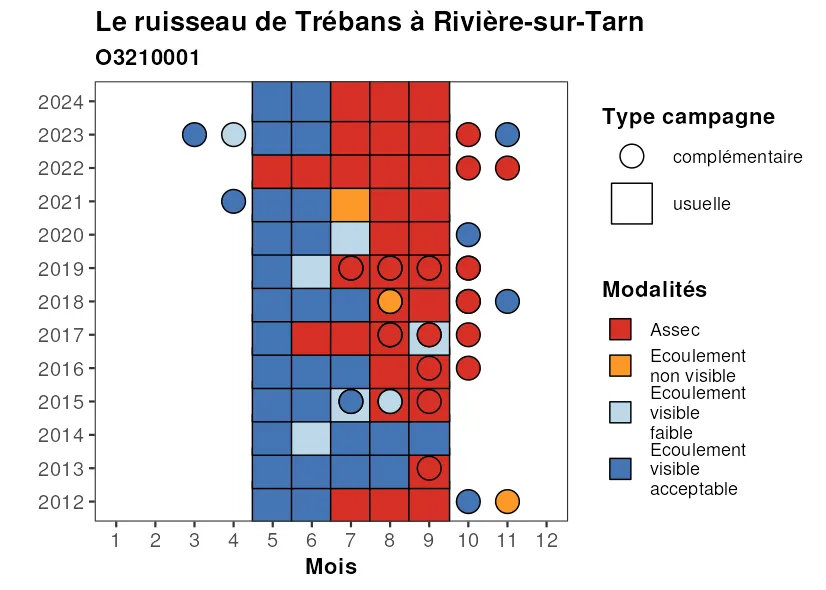 Le ruisseau de Trébans à Rivière-sur-Tarn
O3210001
2024
2023
2022
2021
2020
2019
2018
2017
2016
2015
2014
2013
2012
1 2 3 4 5 6 7 8 9 10 11 12
Mois
Type campagne
complémentaire
usuelle
Modalités
Assec
Ecoulement
non visible
Ecoulement
visible
faible
Ecoulement
visible
acceptable